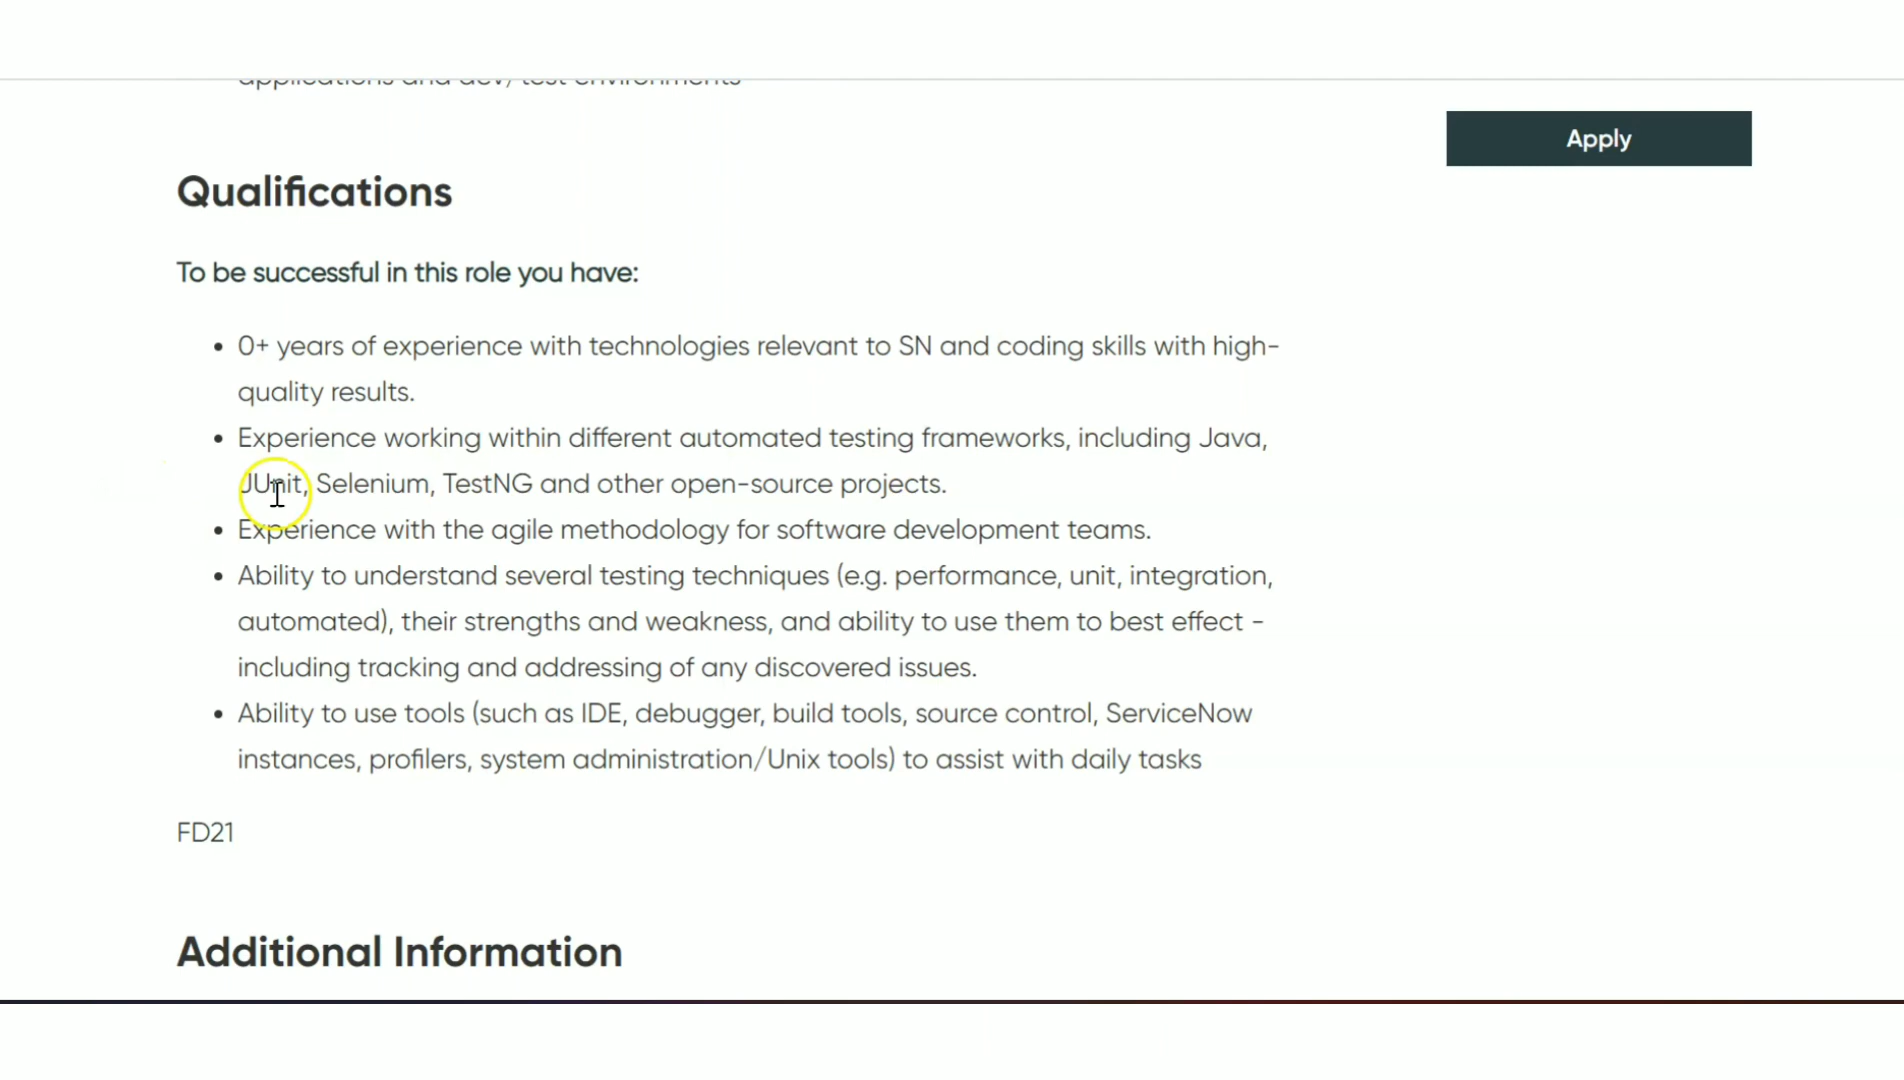 applications and dev/ test environments
Apply
Qualifications
To be successful in this role you have:
• 0+ years of experience with technologies relevant to SN and coding skills with high-
quality results.
• Experience working within different automated testing frameworks, including Java,
JUnit, Selenium, TestNG and other open-source projects.
• Experience with the agile methodology for software development teams.
• Ability to understand several testing techniques (e.g. performance, unit, integration,
automated), their strengths and weakness, and ability to use them to best effect -
including tracking and addressing of any discovered issues.
• Ability to use tools (such as IDE, debugger, build tools, source control, ServiceNow
instances, profilers, system administration/Unix tools) to assist with daily tasks
FD21
Additional Information